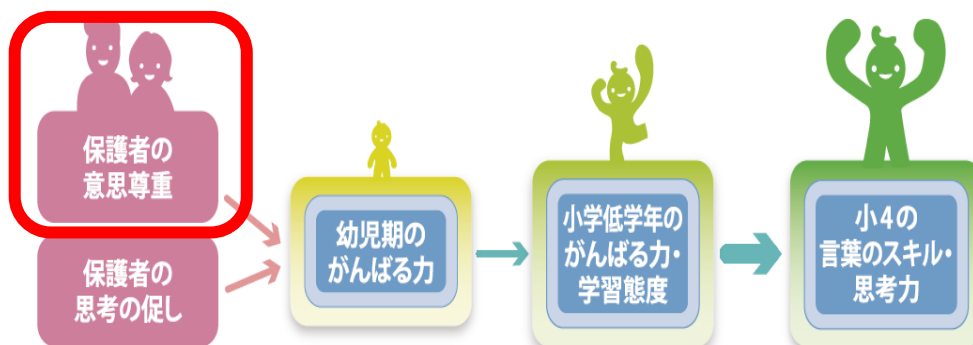 保護者の
意思尊重
保護者の
思考の促し
幼児期の
がんばる力
小学低学年の
がんばる力・
学習態度
小4の
言葉のスキル・
思考力